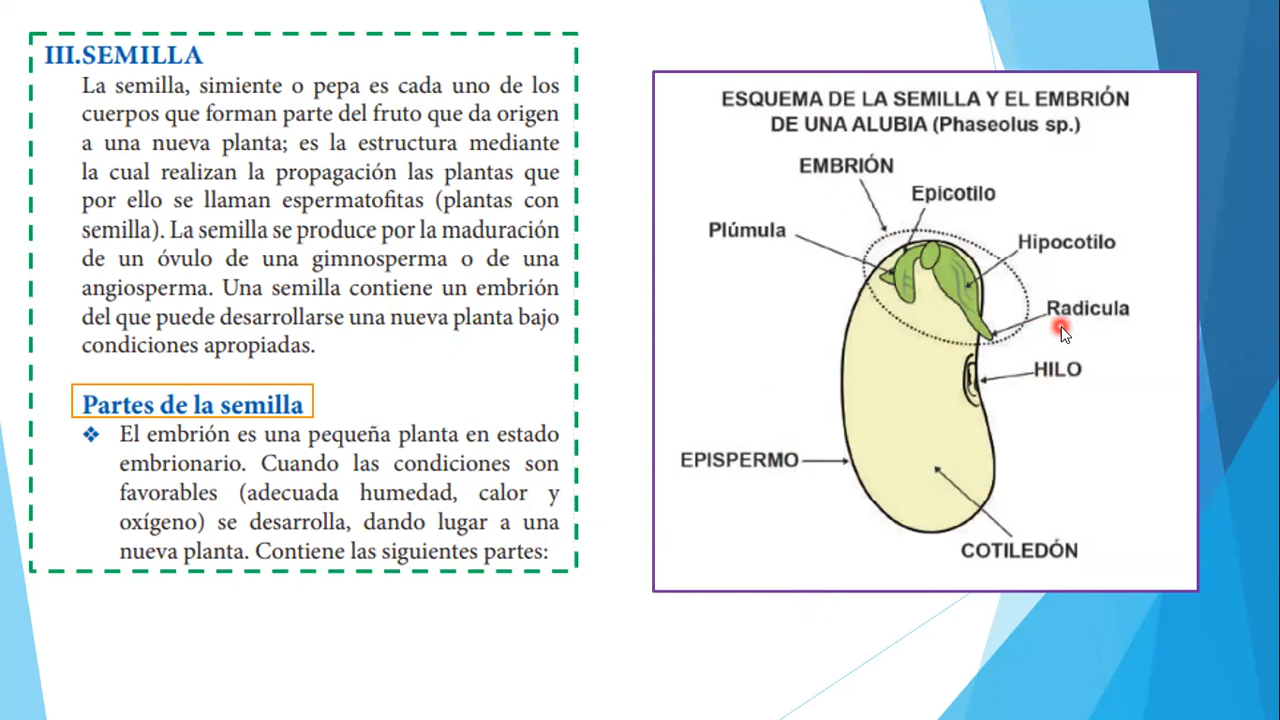 III.SEMILLA
La semilla, simiente o pepa es cada uno de los
cuerpos que forman parte del fruto que da origen
a una nueva planta; es la estructura mediante
la cual realizan la propagación las plantas que
por ello se llaman espermatofitas (plantas con
semilla). La semilla se produce por la maduración
de un óvulo de una gimnosperma o de una
angiosperma. Una semilla contiene un embrión
del que puede desarrollarse una nueva planta bajo
condiciones apropiadas.
Partes de la semilla
❖ El embrión es una pequeña planta en estado
embrionario. Cuando las condiciones son
favorables (adecuada humedad, calor y
oxígeno) se desarrolla, dando lugar a una
nueva planta. Contiene las siguientes partes:
ESQUEMA DE LA SEMILLA Y EL EMBRIÓN
DE UNA ALUBIA (Phaseolus sp.)
EMBRIÓN
Epicotilo
Plúmula
Hipocotilo
Radicula
HILO
EPISPERMO
COTILEDÓN